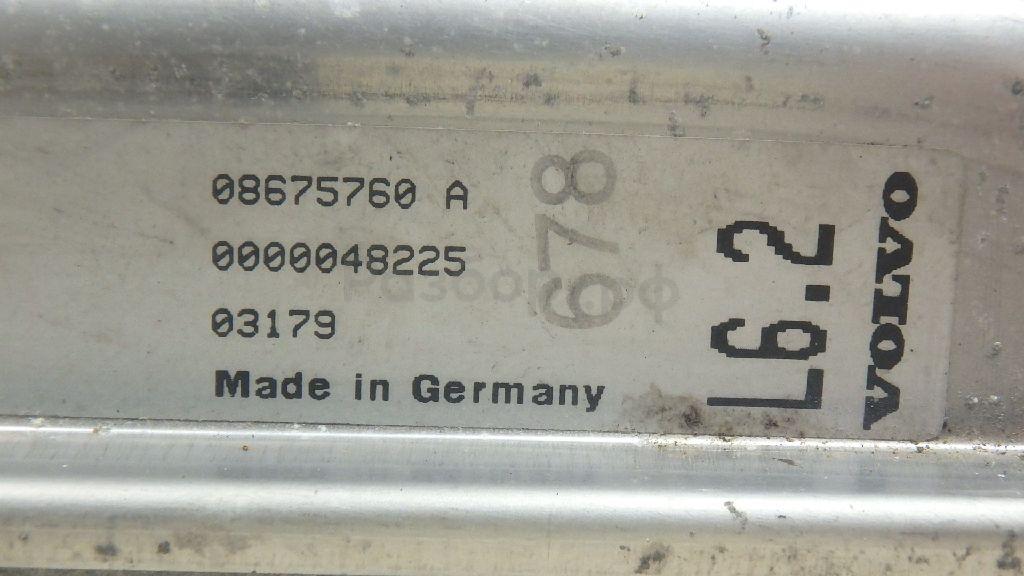 08675760 A
0000048225
03179
Made in Germany
678
L6.2
VOLVO